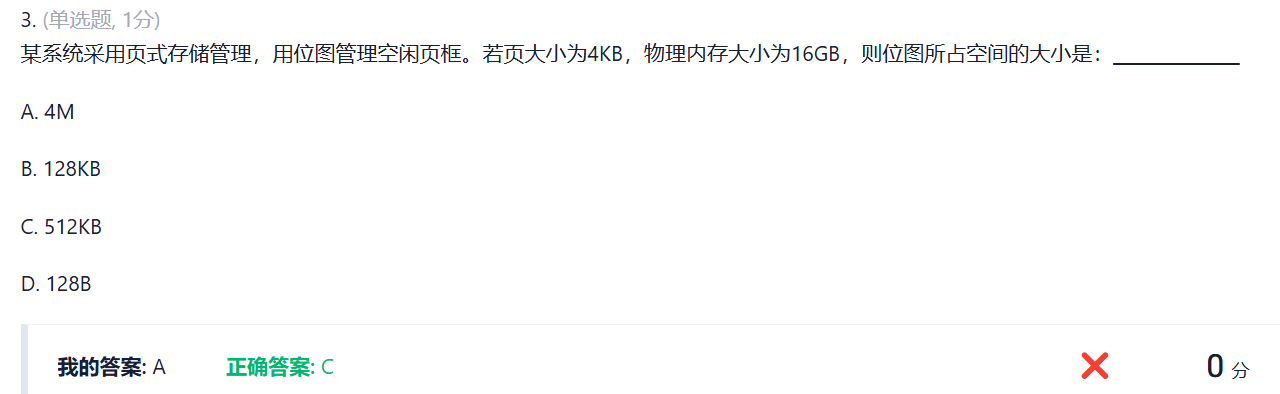 3. (单选题, 1分)
某系统采用页式存储管理，用位图管理空闲页框。若页大小为4KB，物理内存大小为16GB，则位图所占空间的大小是：____________
A. 4M
B. 128KB
C. 512KB
D. 128B
我的答案: A 正确答案: C 0 分